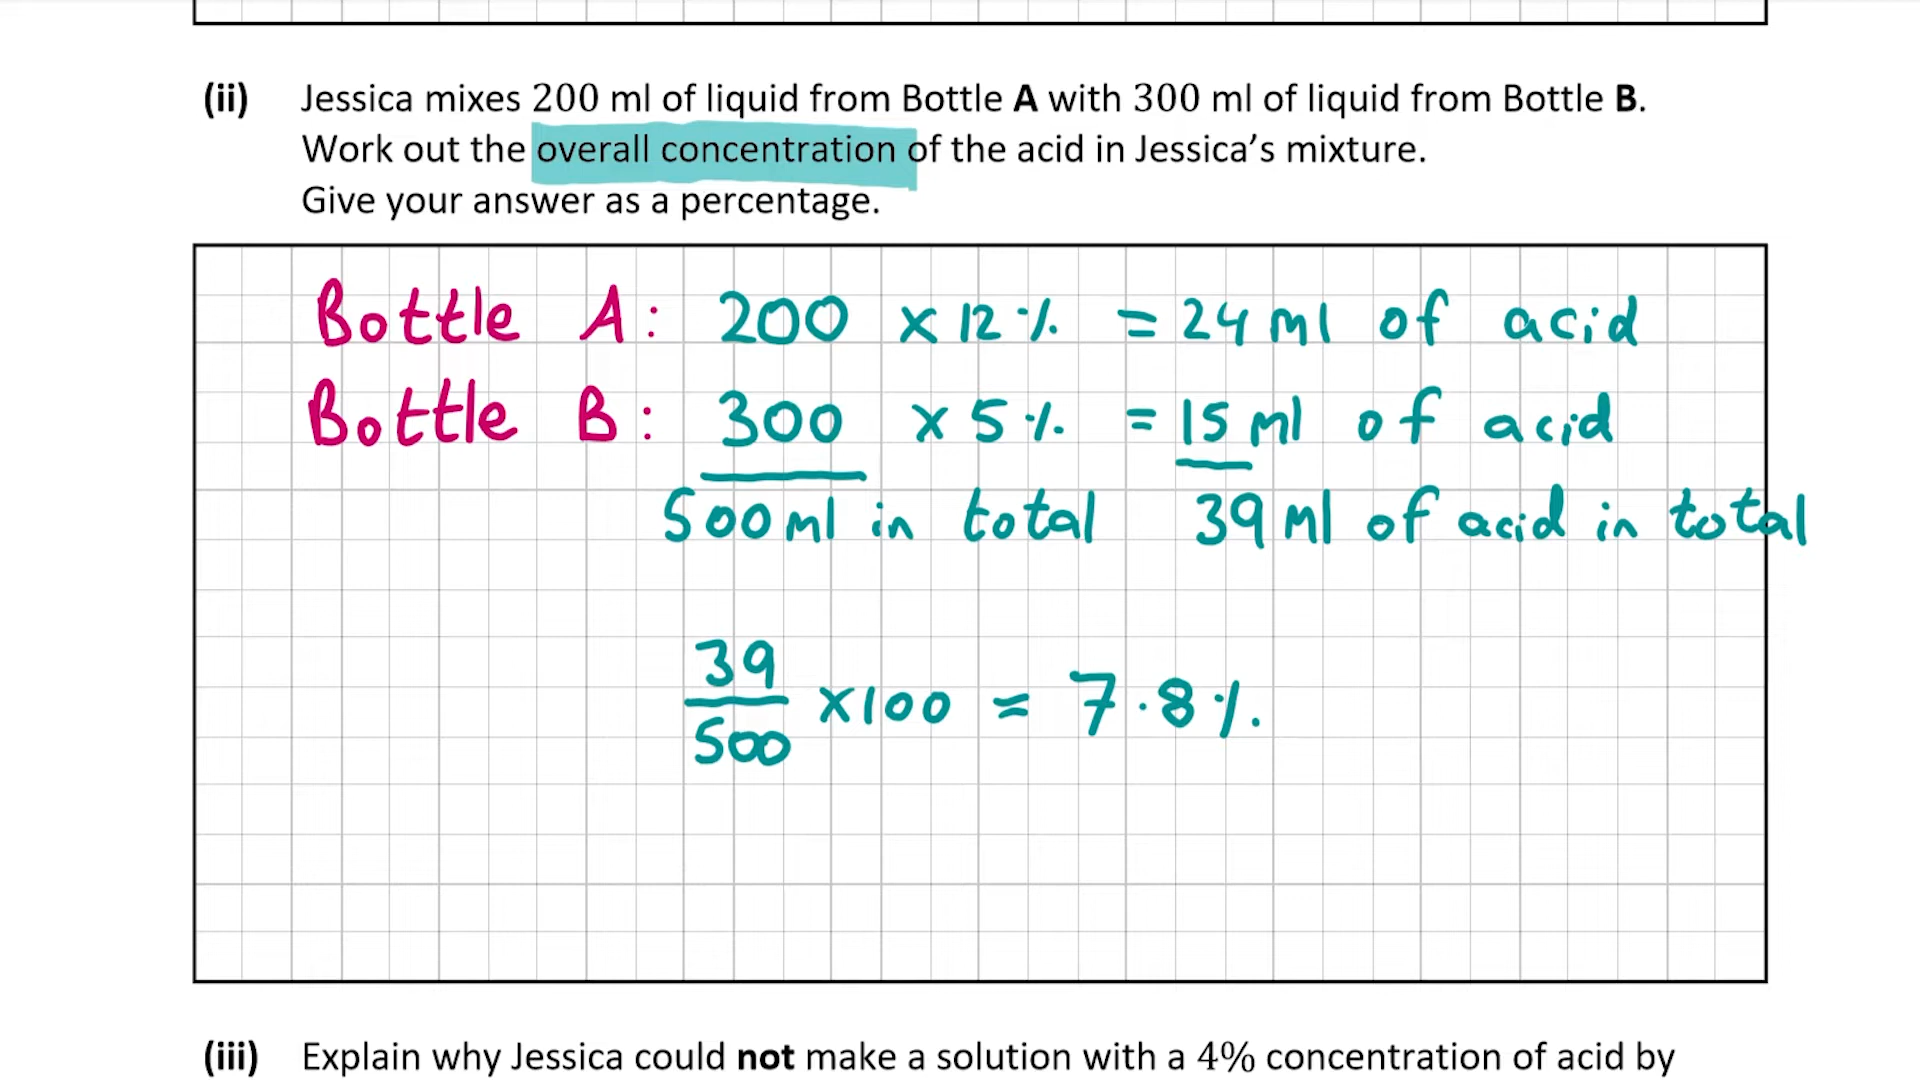 (ii) Jessica mixes 200 ml of liquid from Bottle A with 300 ml of liquid from Bottle B.
Work out the overall concentration of the acid in Jessica's mixture.
Give your answer as a percentage.
Bottle A: 200 × 12 % = 24 ml of acid
Bottle B: 300 × 5 % = 15 ml of acid
500 ml in total 39 ml of acid in total
39
500
×100 = 7.8 %
(iii) Explain why Jessica could not make a solution with a 4% concentration of acid by